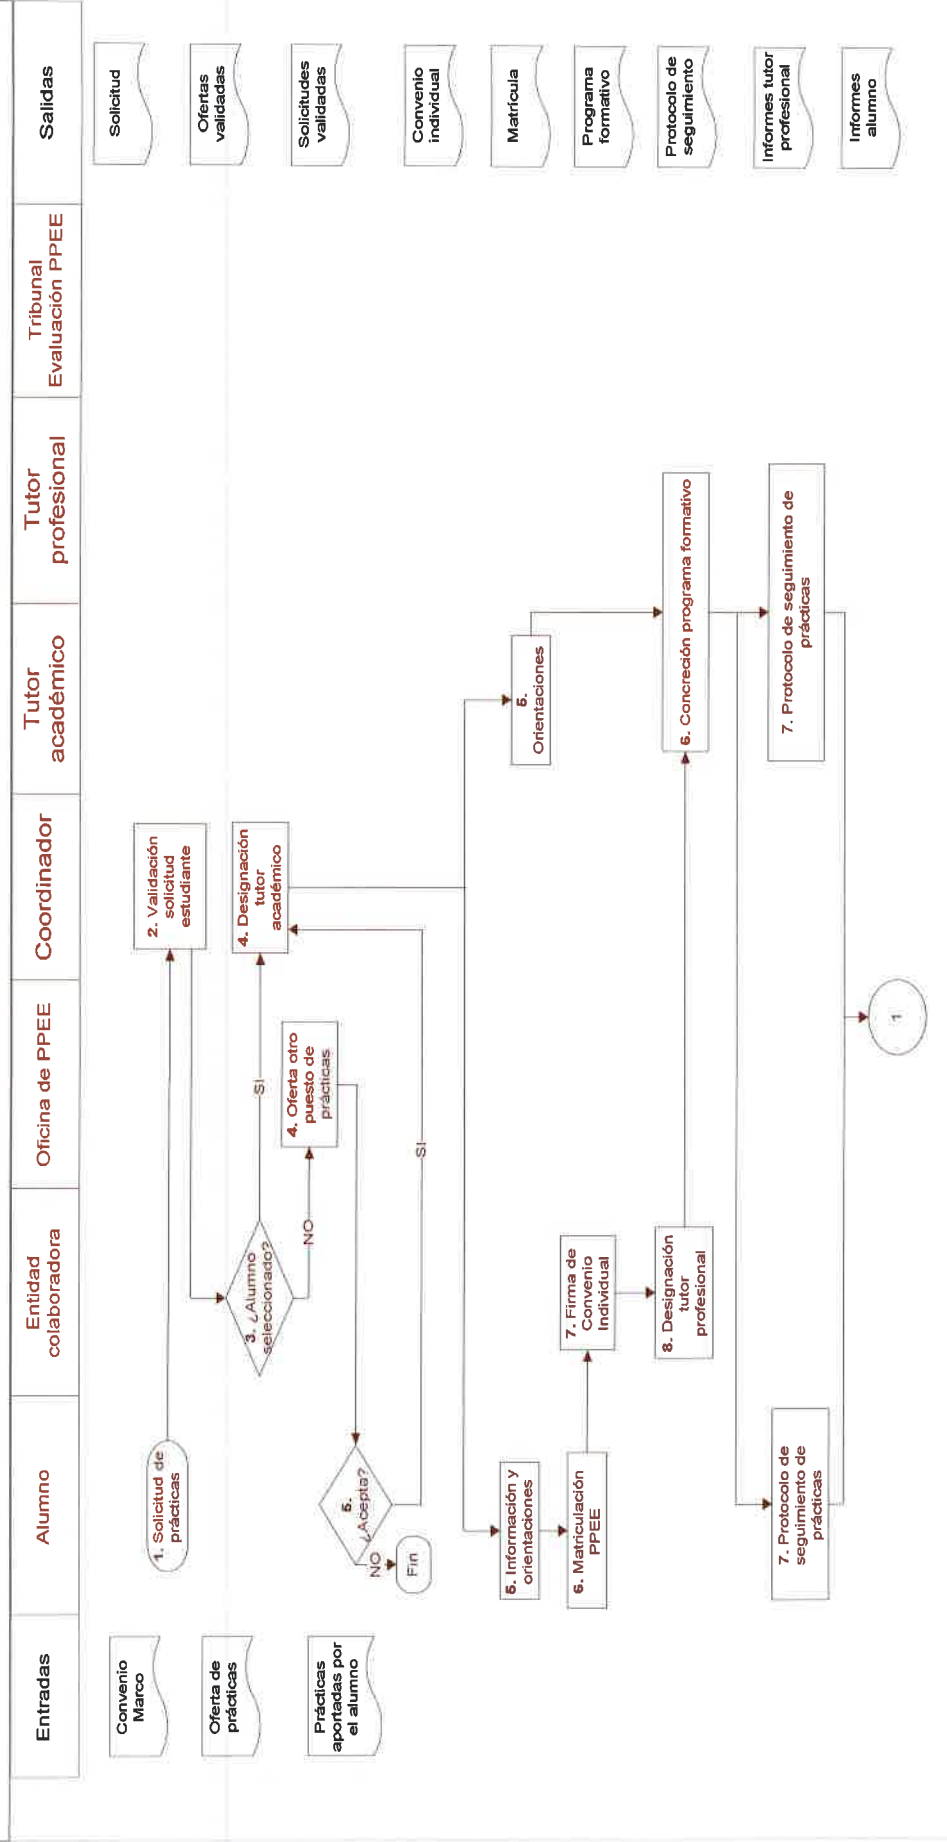 Entradas
Alumno
Entidad
colaboradora
Oficina de PPEE
Coordinador
Tutor
académico
Tutor
profesional
Tribunal
Evaluación PPEE
Salidas
Convenio
Marco
Oferta de
prácticas
Prácticas
aportadas por
el alumno
1. Solicitud de
prácticas
2. Validación
solicitud
estudiante
3. ¿Alumno
seleccionado?
SI
NO
4. Designación
tutor
académico
4. Oferta otro
puesto de
prácticas
5.
¿Acepta?
SI
NO
Fin
5. Información y
orientaciones
5.
Orientaciones
6. Matriculación
PPEE
7. Firma de
Convenio
Individual
8. Designación
tutor
profesional
6. Concreción programa formativo
7. Protocolo de
seguimiento de
prácticas
7. Protocolo de seguimiento de
prácticas
1
Solicitud
Ofertas
validadas
Solicitudes
validadas
Convenio
individual
Matrícula
Programa
formativo
Protocolo de
seguimiento
Informes tutor
profesional
Informes
alumno